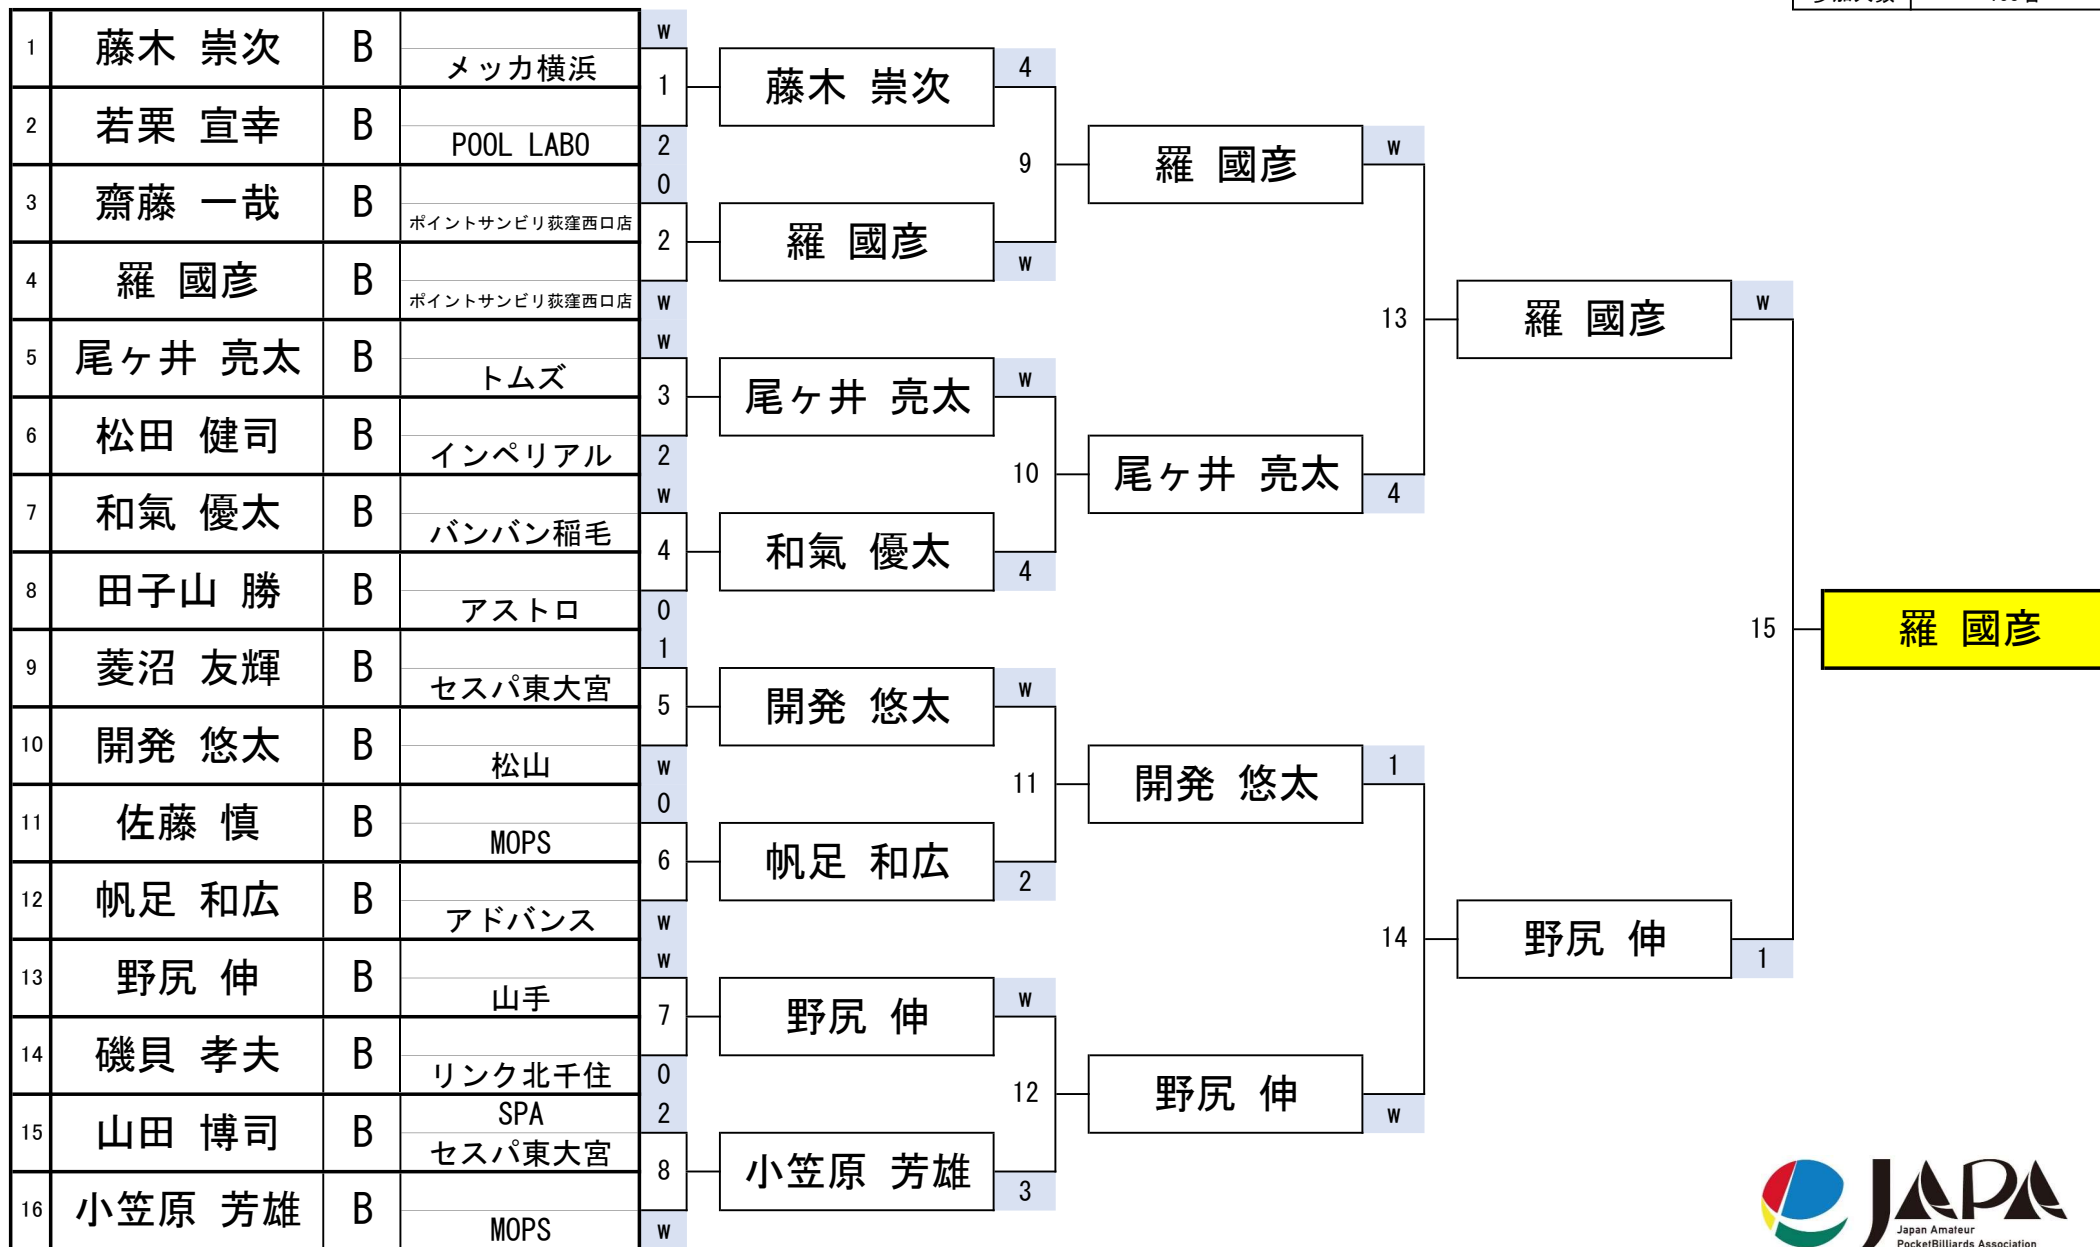 1 藤木 崇次 B メッカ横浜 W
2 若栗 宣幸 B POOL LABO 2
3 齋藤 一哉 B ポイントサンビリ荻窪西口店 0
4 羅 國彦 B ポイントサンビリ荻窪西口店 W
5 尾ヶ井 亮太 B トムズ W
6 松田 健司 B インペリアル 2
7 和氣 優太 B バンバン稲毛 W
8 田子山 勝 B アストロ 0
9 菱沼 友輝 B セスパ東大宮 1
10 開発 悠太 B 松山 W
11 佐藤 慎 B MOPS 0
12 帆足 和広 B アドバンス W
13 野尻 伸 B 山手 W
14 磯貝 孝夫 B リンク北千住 0
15 山田 博司 B SPA セスパ東大宮 2
16 小笠原 芳雄 B MOPS W
1 藤木 崇次 4
2 羅 國彦 W
3 尾ヶ井 亮太 W
4 和氣 優太 4
5 開発 悠太 W
6 帆足 和広 2
7 野尻 伸 W
8 小笠原 芳雄 3
9 羅 國彦 W
10 尾ヶ井 亮太 4
11 開発 悠太 1
12 野尻 伸 W
13 羅 國彦 W
14 野尻 伸 1
15 羅 國彦
JAPA
Japan Amateur
PocketBilliards Association